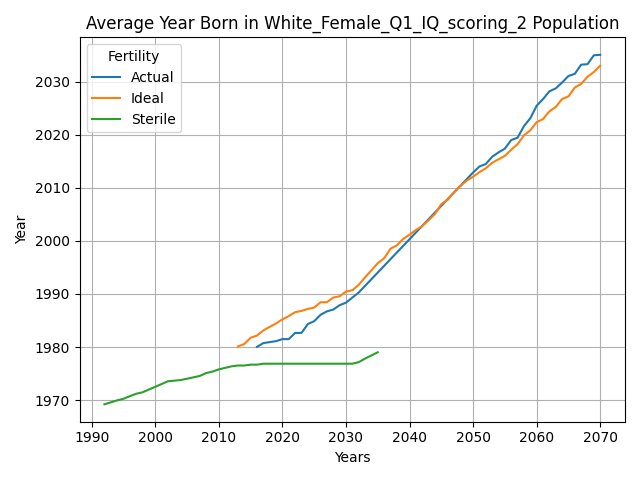 Average Year Born in White_Female_Q1_IQ_scoring_2 Population
Fertility
Actual
Ideal
Sterile
Year
2030
2020
2010
2000
1990
1980
1970
1990 2000 2010 2020 2030 2040 2050 2060 2070
Years